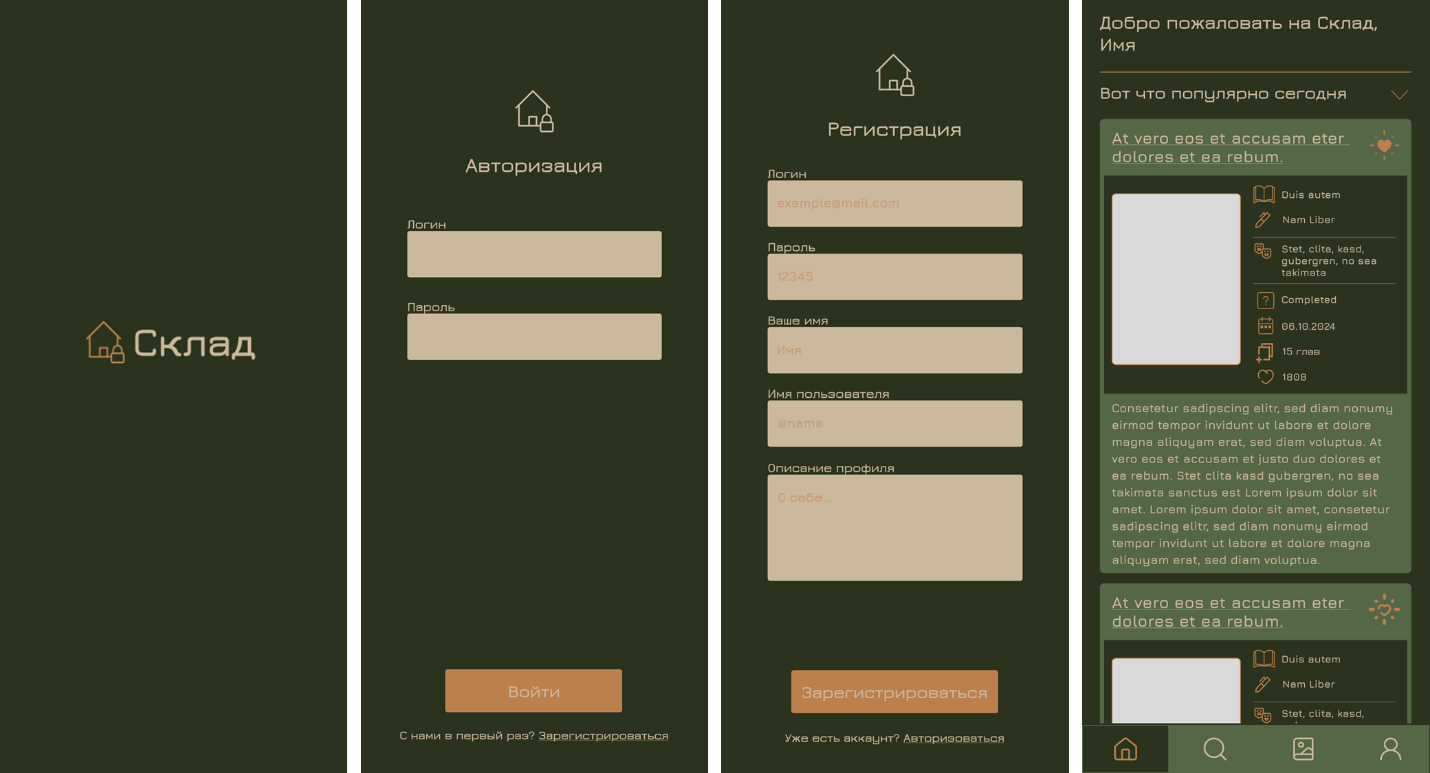 Склад
Авторизация
Логин
Пароль
Войти
С нами в первый раз? Зарегистрироваться
Регистрация
Логин
example@mail.com
Пароль
12345
Ваше имя
Имя
Имя пользователя
@name
Описание профиля
О себе...
Зарегистрироваться
Уже есть аккаунт? Авторизоваться
Добро пожаловать на Склад,
Имя
Вот что популярно сегодня
At vero eos et accusam eter
dolores et ea rebum.
Duis autem
Nam Liber
Stet, clita, kasd,
gubergren, no sea
takimata
?
Completed
06.10.2024
15 глав
1808
Consetetur sadipscing elitr, sed diam nonumy
eirmod tempor invidunt ut labore et dolore
magna aliquyam erat, sed diam voluptua. At
vero eos et accusam et justo duo dolores et
ea rebum. Stet clita kasd gubergren, no sea
takimata sanctus est Lorem ipsum dolor sit
amet. Lorem ipsum dolor sit amet, consetetur
sadipscing elitr, sed diam nonumy eirmod
tempor invidunt ut labore et dolore magna
aliquyam erat, sed diam voluptua.
At vero eos et accusam eter
dolores et ea rebum.
Duis autem
Nam Liber
Stet, clita, kasd,